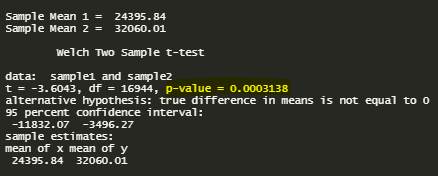 Sample Mean 1 =  24395.84
Sample Mean 2 =  32060.01
Welch Two Sample t-test
data:  sample1 and sample2
t = -3.6043, df = 16944, p-value = 0.0003138
alternative hypothesis: true difference in means is not equal to 0
95 percent confidence interval:
-11832.07  -3496.27
sample estimates:
mean of x mean of y
24395.84  32060.01